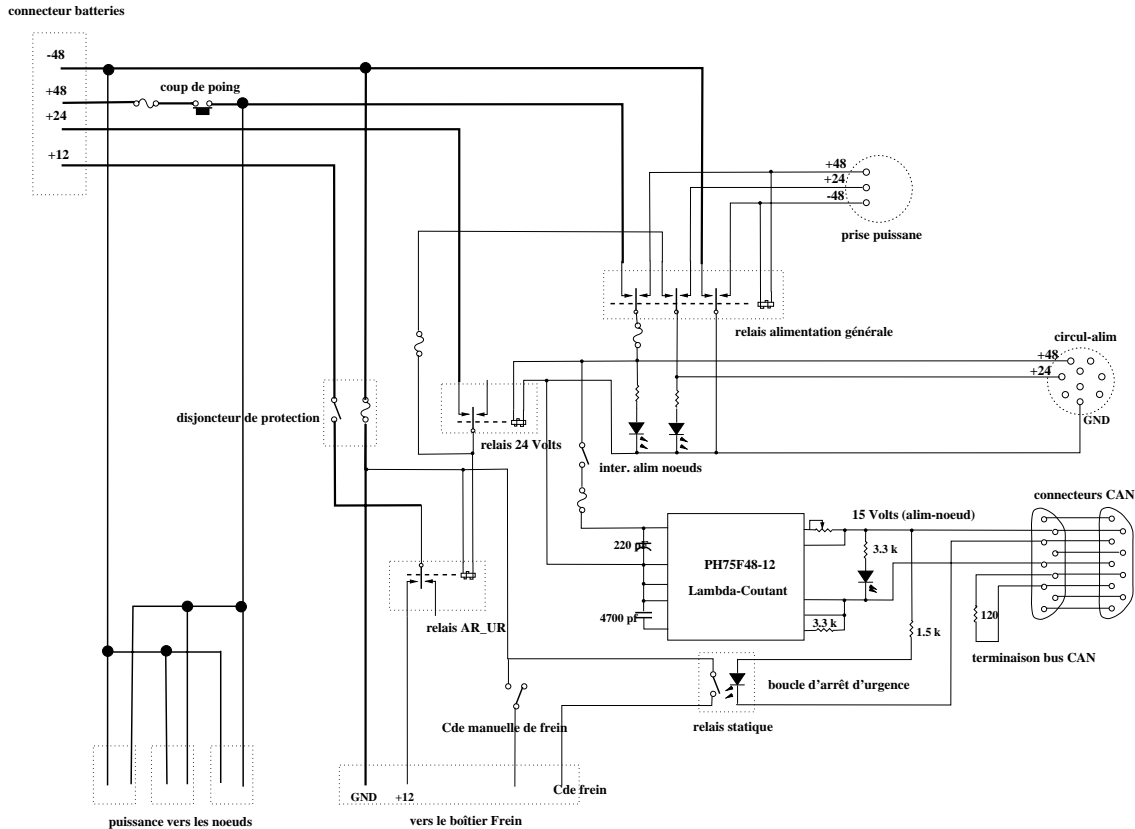 connecteur batteries
-48
+48
coup de poing
+24
+12
+48
+24
-48
prise puissane
relais alimentation générale
circul-alim
+48
+24
GND
disjoncteur de protection
relais 24 Volts
inter. alim noeuds
connecteurs CAN
15 Volts (alim-noeud)
220 pf
3.3 k
PH75F48-12
Lambda-Coutant
4700 pf
3.3 k
120
1.5 k
relais AR_UR
terminaison bus CAN
boucle d'arrêt d'urgence
relais statique
Cde manuelle de frein
Cde frein
GND
+12
puissance vers les noeuds
vers le boîtier Frein